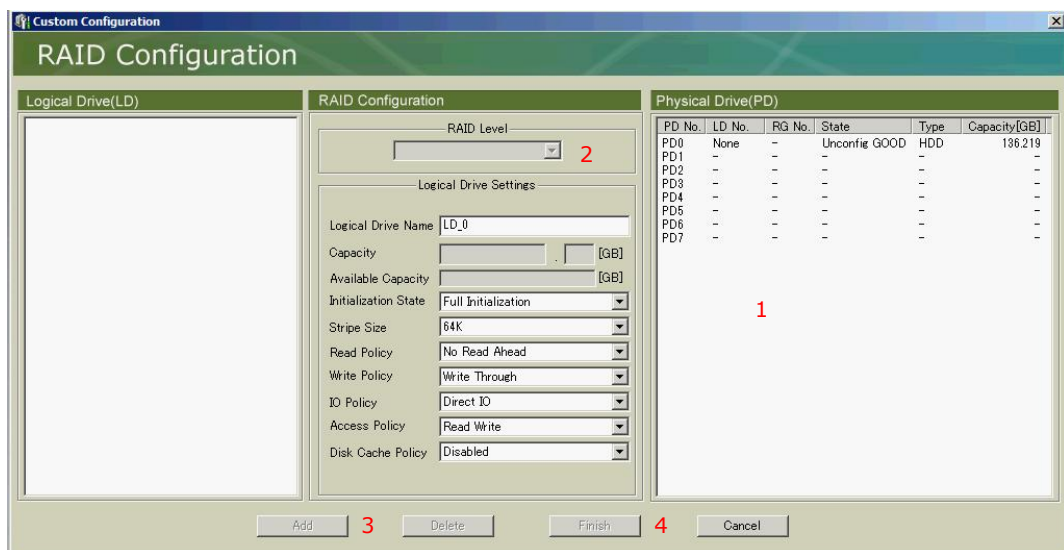 Custom Configuration
RAID Configuration
Logical Drive(LD)
RAID Configuration
RAID Level
2
Logical Drive Settings
Logical Drive Name LD_0
Capacity . [GB]
Available Capacity [GB]
Initialization State Full Initialization
Stripe Size 64K
Read Policy No Read Ahead
Write Policy Write Through
IO Policy Direct IO
Access Policy Read Write
Disk Cache Policy Disabled
Physical Drive(PD)
PD No. LD No. RG No. State Type Capacity[GB]
PD0 None - Unconfig GOOD HDD 136.219
PD1 - - - - -
PD2 - - - - -
PD3 - - - - -
PD4 - - - - -
PD5 - - - - -
PD6 - - - - -
PD7 - - - - -
1
Add 3 Delete Finish 4 Cancel